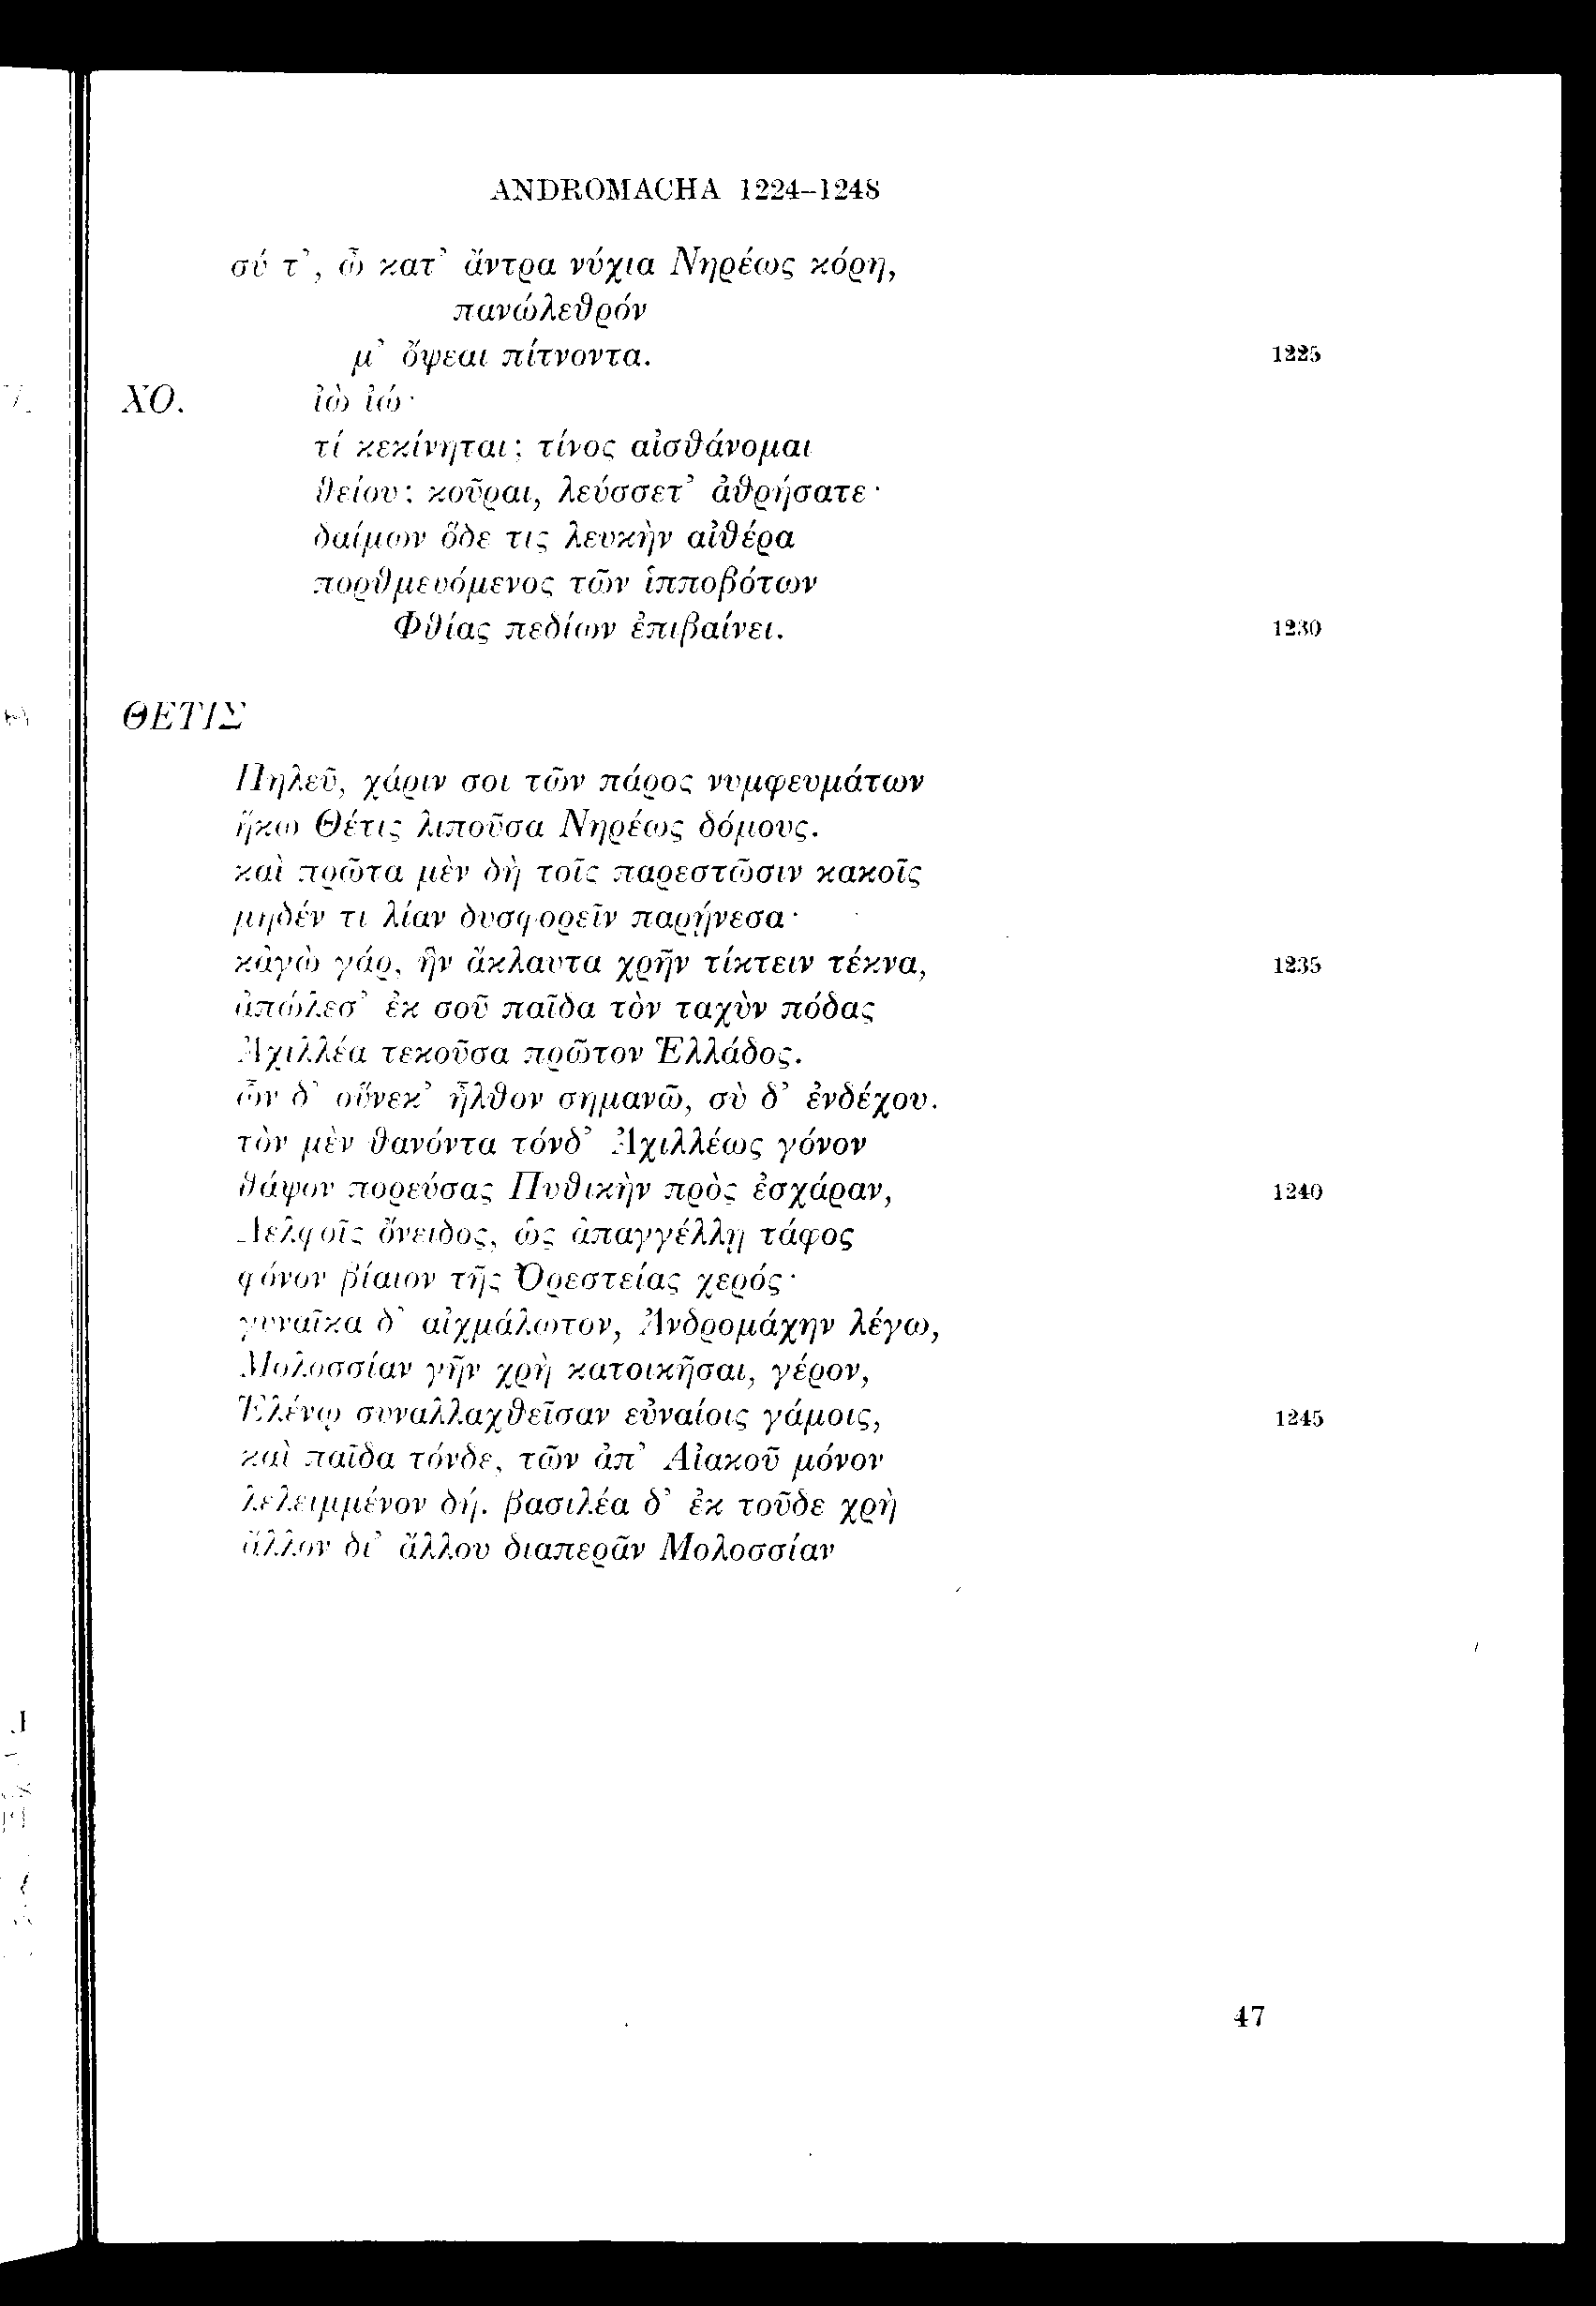 ANDROMACHA 1224–1248
σύ τ’, ὦ κατ’ ἄντρα νύχια Νηρέως κόρη,
πανώλεθρόν
μ’ ὄψεαι πίτνοντα. 1225
ΧΟ. ἰὼ ἰώ·
τί κεκίνηται; τίνος αἰσθάνομαι
θείου; κοῦραι, λεύσσετ’ ἀθρήσατε·
δαίμων ὅδε τις λευκὴν αἰθέρα
πορθμευόμενος τῶν ἱπποβότων
Φθίας πεδίων ἐπιβαίνει. 1230
ΘΕΤΙΣ
Πηλεῦ, χάριν σοι τῶν πάρος νυμφευμάτων
ἥκω Θέτις λιποῦσα Νηρέως δόμους.
καὶ πρῶτα μὲν δὴ τοῖς παρεστῶσιν κακοῖς
μηδέν τι λίαν δυσφορεῖν παρῄνεσα·
κἀγὼ γάρ, ἣν ἄκλαυτα χρῆν τίκτειν τέκνα, 1235
ἀπώλεσ’ ἐκ σοῦ παῖδα τὸν ταχὺν πόδας
Ἀχιλλέα τεκοῦσα πρῶτον Ἑλλάδος.
ὧν δ’ οὕνεκ’ ἦλθον σημανῶ, σὺ δ’ ἐνδέχου.
τὸν μὲν θανόντα τόνδ’ Ἀχιλλέως γόνον
θάψον πορεύσας Πυθικὴν πρὸς ἐσχάραν, 1240
Δελφοῖς ὄνειδος, ὡς ἀπαγγέλλῃ τάφος
φόνον βίαιον τῆς Ὀρεστείας χερός·
γυναῖκα δ’ αἰχμάλωτον, Ἀνδρομάχην λέγω,
Μολοσσίαν γῆν χρὴ κατοικῆσαι, γέρον,
Ἑλένῳ συναλλαχθεῖσαν εὐναίοις γάμοις, 1245
καὶ παῖδα τόνδε, τῶν ἀπ’ Αἰακοῦ μόνον
λελειμμένον δή. βασιλέα δ’ ἐκ τοῦδε χρὴ
ἄλλον δι’ ἄλλου διαπερᾶν Μολοσσίαν
47